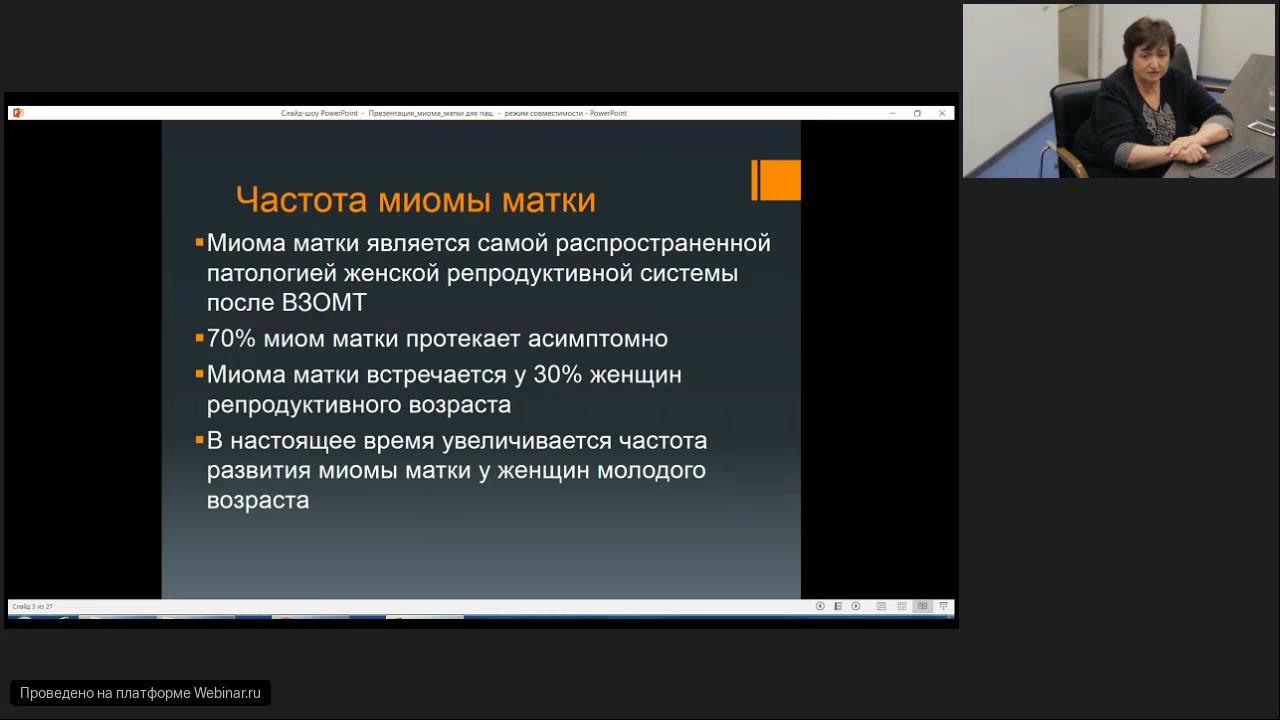 Слайд-шоу PowerPoint - Презентация_миома_матки для пац. - режим совместимости - PowerPoint
Частота миомы матки
Миома матки является самой распространенной
патологией женской репродуктивной системы
после ВЗОМТ
70% миом матки протекает асимптомно
Миома матки встречается у 30% женщин
репродуктивного возраста
В настоящее время увеличивается частота
развития миомы матки у женщин молодого
возраста
Слайд 3 из 27
Проведено на платформе Webinar.ru